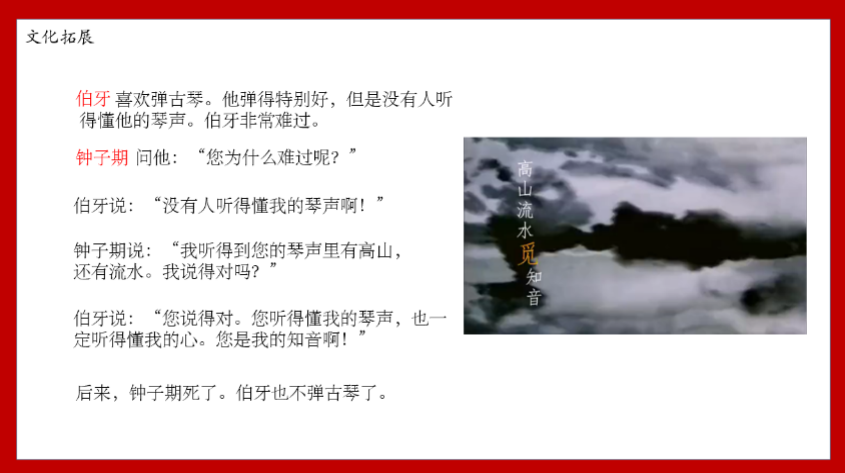 文化拓展
伯牙 喜欢弹古琴。他弹得特别好，但是没有人听
得懂他的琴声。伯牙非常难过。
钟子期 问他：“您为什么难过呢？”
伯牙说：“没有人听得懂我的琴声啊！”
钟子期说：“我听得到您的琴声里有高山，
还有流水。我说得对吗？”
伯牙说：“您说得对。您听得懂我的琴声，也一
定听得懂我的心。您是我的知音啊！”
后来，钟子期死了。伯牙也不弹古琴了。
高山流水觅知音